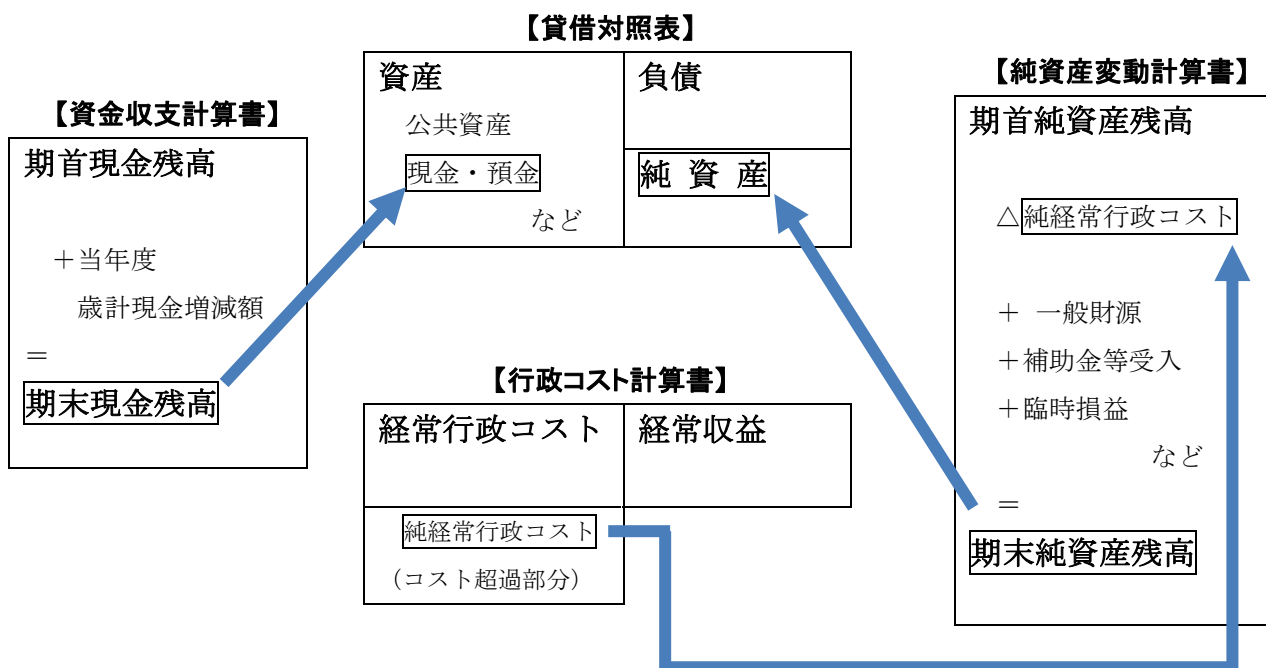 【貸借対照表】
資産
公共資産
現金・預金
など
負債
純 資 産
【資金収支計算書】
期首現金残高
＋当年度
歳計現金増減額
＝
期末現金残高
【行政コスト計算書】
経常行政コスト
経常収益
純経常行政コスト
（コスト超過部分）
【純資産変動計算書】
期首純資産残高
△純経常行政コスト
＋ 一般財源
＋補助金等受入
＋臨時損益
など
＝
期末純資産残高